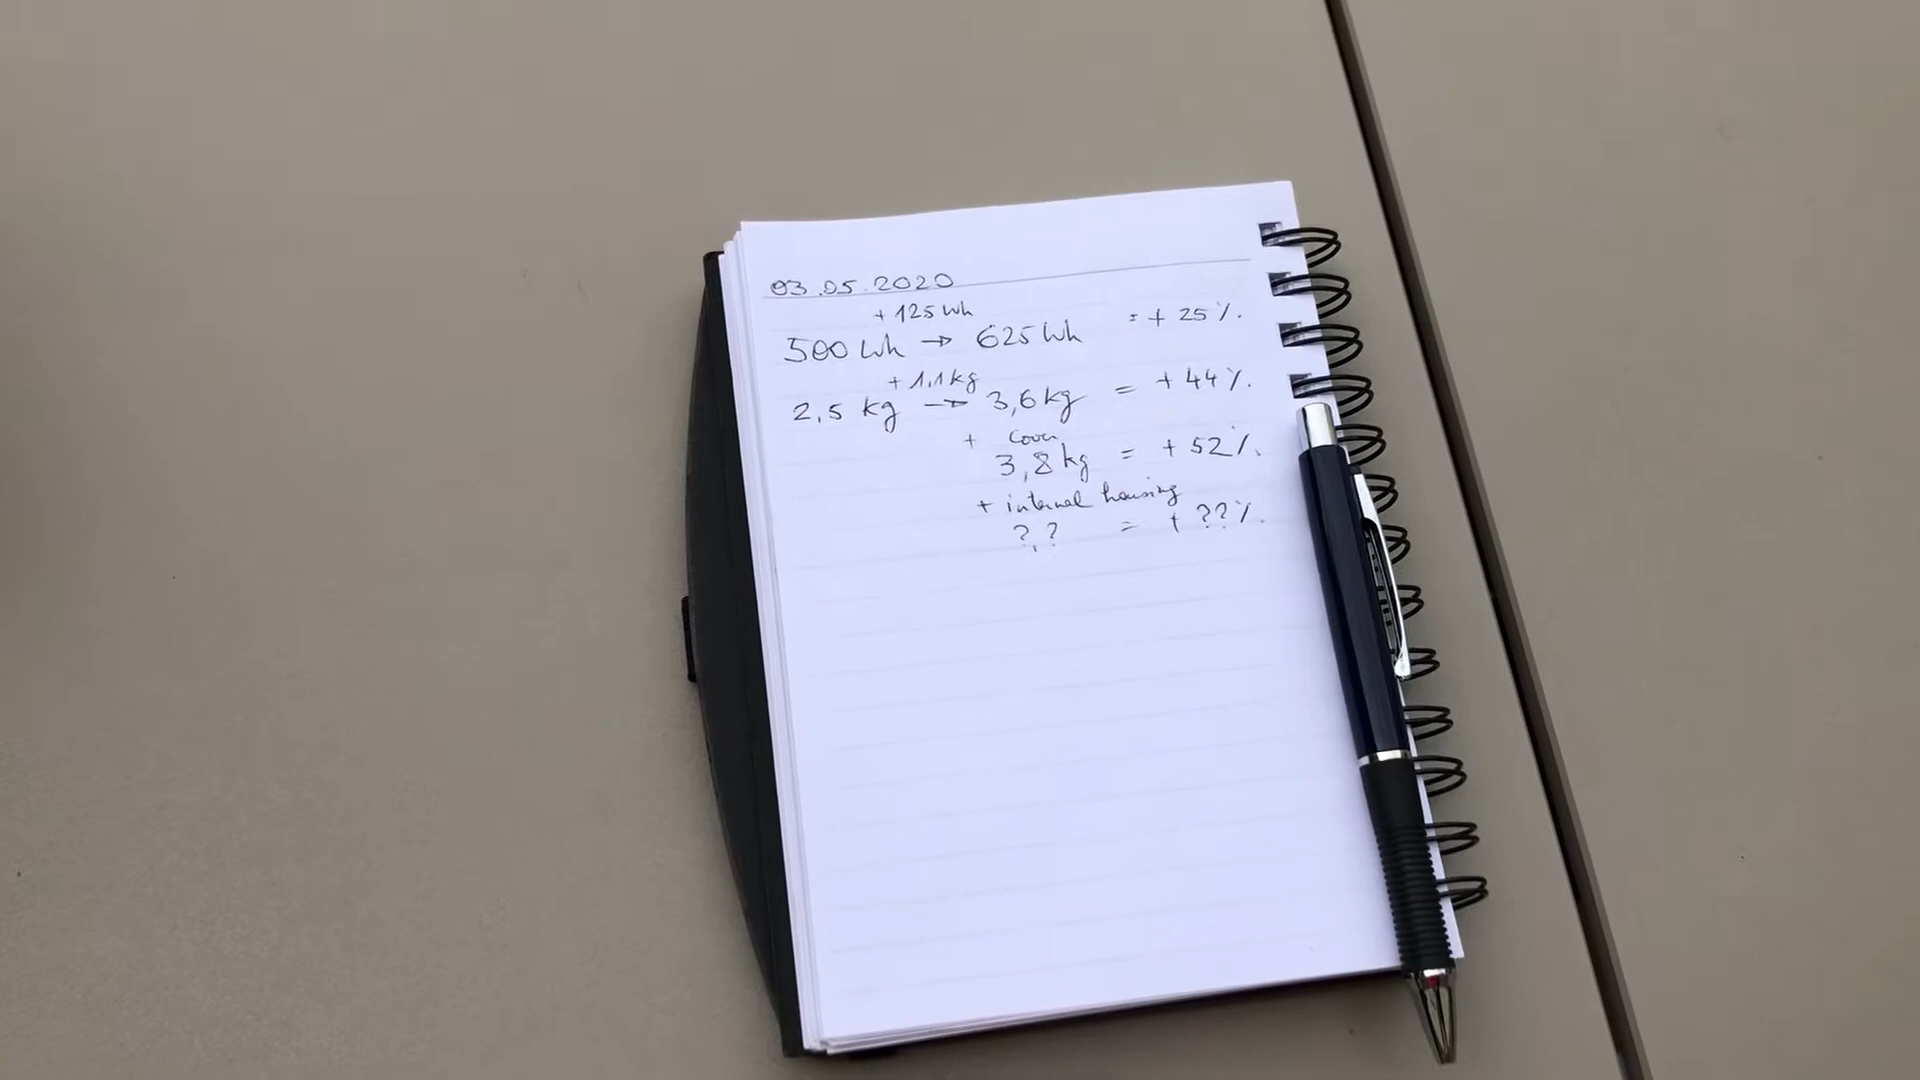 03.05.2020
+ 125 Wh
500 Wh → 625 Wh = + 25 %
+ 1,1 kg
2,5 kg → 3,6 kg = + 44 %
+ cover
3,8 kg = + 52 %
+ internal housing
?,? = + ?? %